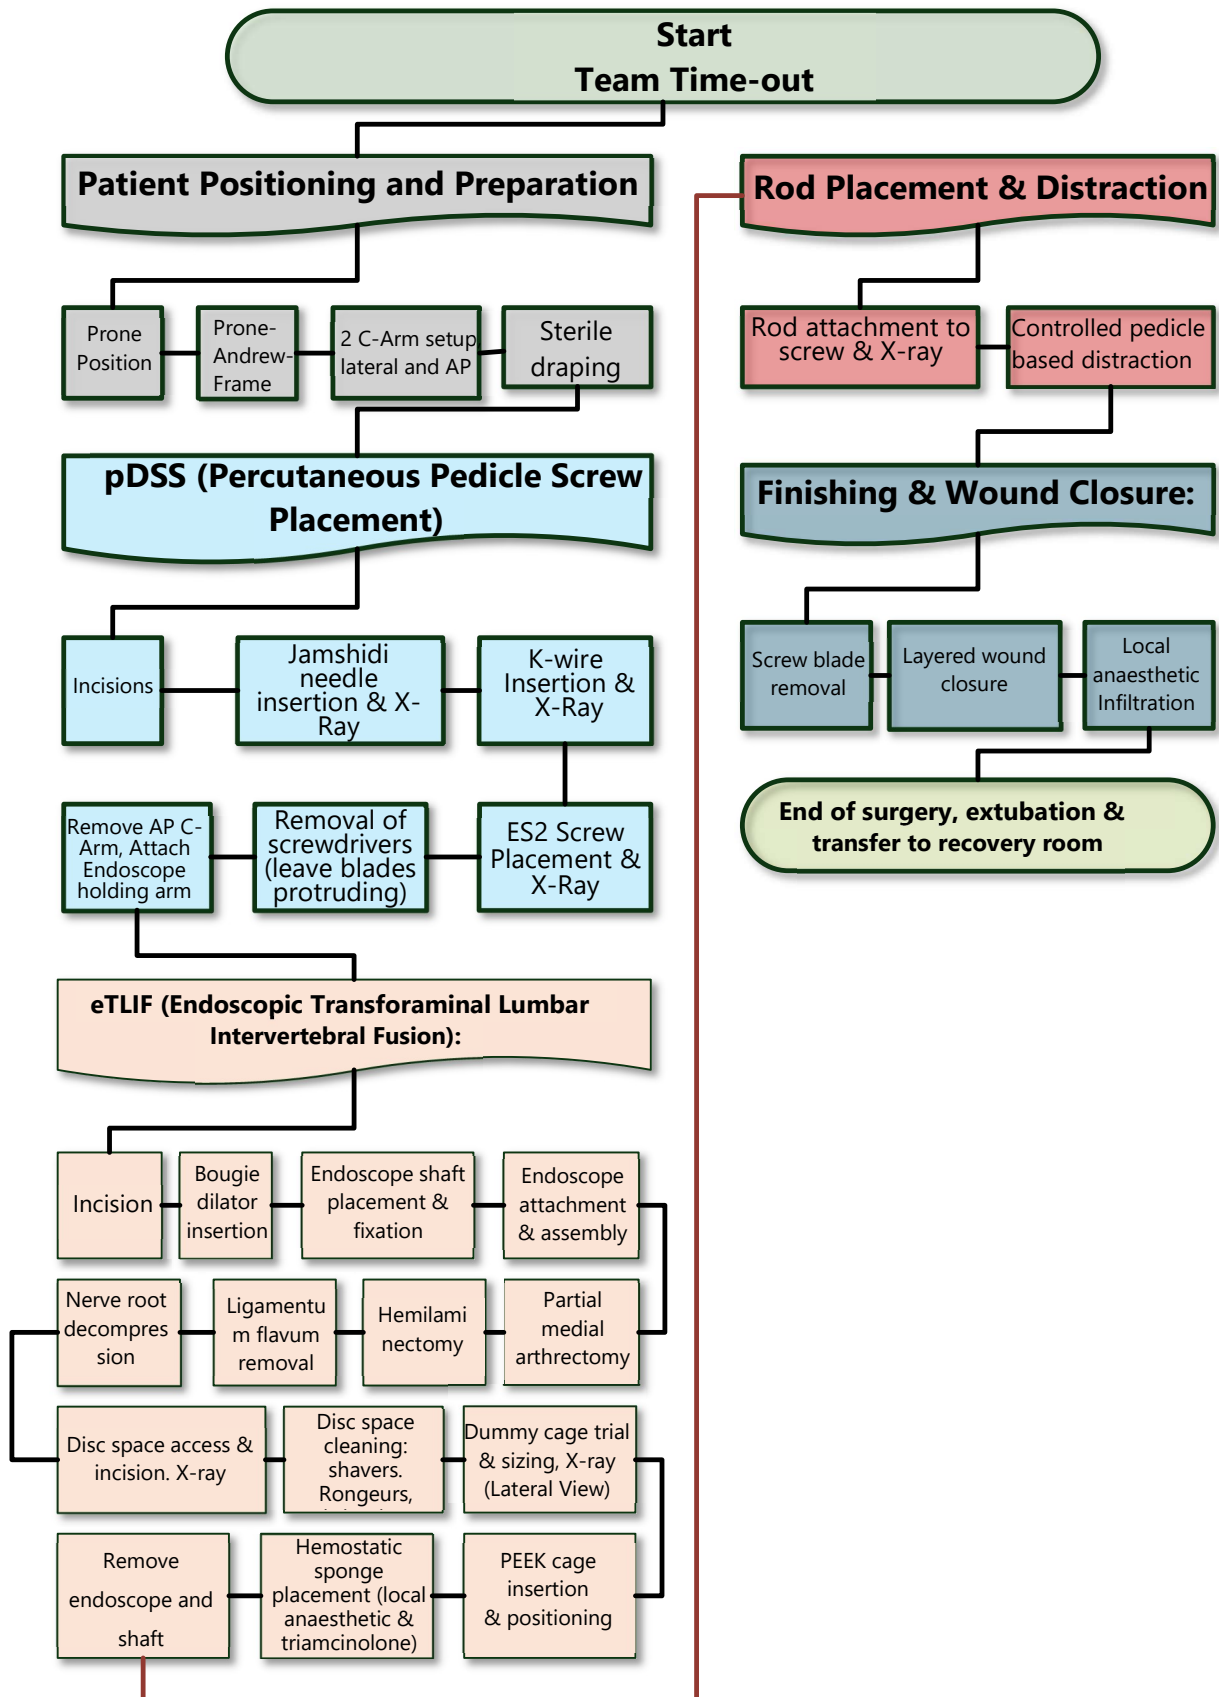 Start
Team Time-out
Patient Positioning and Preparation
Prone
Position
Prone-
Andrew-
Frame
2 C-Arm setup
lateral and AP
Sterile
draping
pDSS (Percutaneous Pedicle Screw
Placement)
Incisions
Jamshidi
needle
insertion & X-
Ray
K-wire
Insertion &
X-Ray
ES2 Screw
Placement &
X-Ray
Removal of
screwdrivers
(leave blades
protruding)
Remove AP C-
Arm, Attach
Endoscope
holding arm
eTLIF (Endoscopic Transforaminal Lumbar
Intervertebral Fusion):
Incision
Bougie
dilator
insertion
Endoscope shaft
placement &
fixation
Endoscope
attachment
& assembly
Partial
medial
arthrectomy
Hemilami
nectomy
Ligamentu
m flavum
removal
Nerve root
decompres
sion
Disc space access &
incision. X-ray
Disc space
cleaning:
shavers.
Rongeurs,
Dummy cage trial
& sizing, X-ray
(Lateral View)
PEEK cage
insertion
& positioning
Hemostatic
sponge
placement (local
anaesthetic &
triamcinolone)
Remove
endoscope and
shaft
Rod Placement & Distraction
Rod attachment to
screw & X-ray
Controlled pedicle
based distraction
Finishing & Wound Closure:
Screw blade
removal
Layered wound
closure
Local
anaesthetic
Infiltration
End of surgery, extubation &
transfer to recovery room